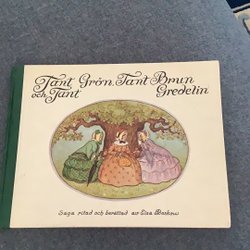 Tant Grön, Tant Brun
och Tant Gredelin
Saga ritad och berättad av Elsa Beskow